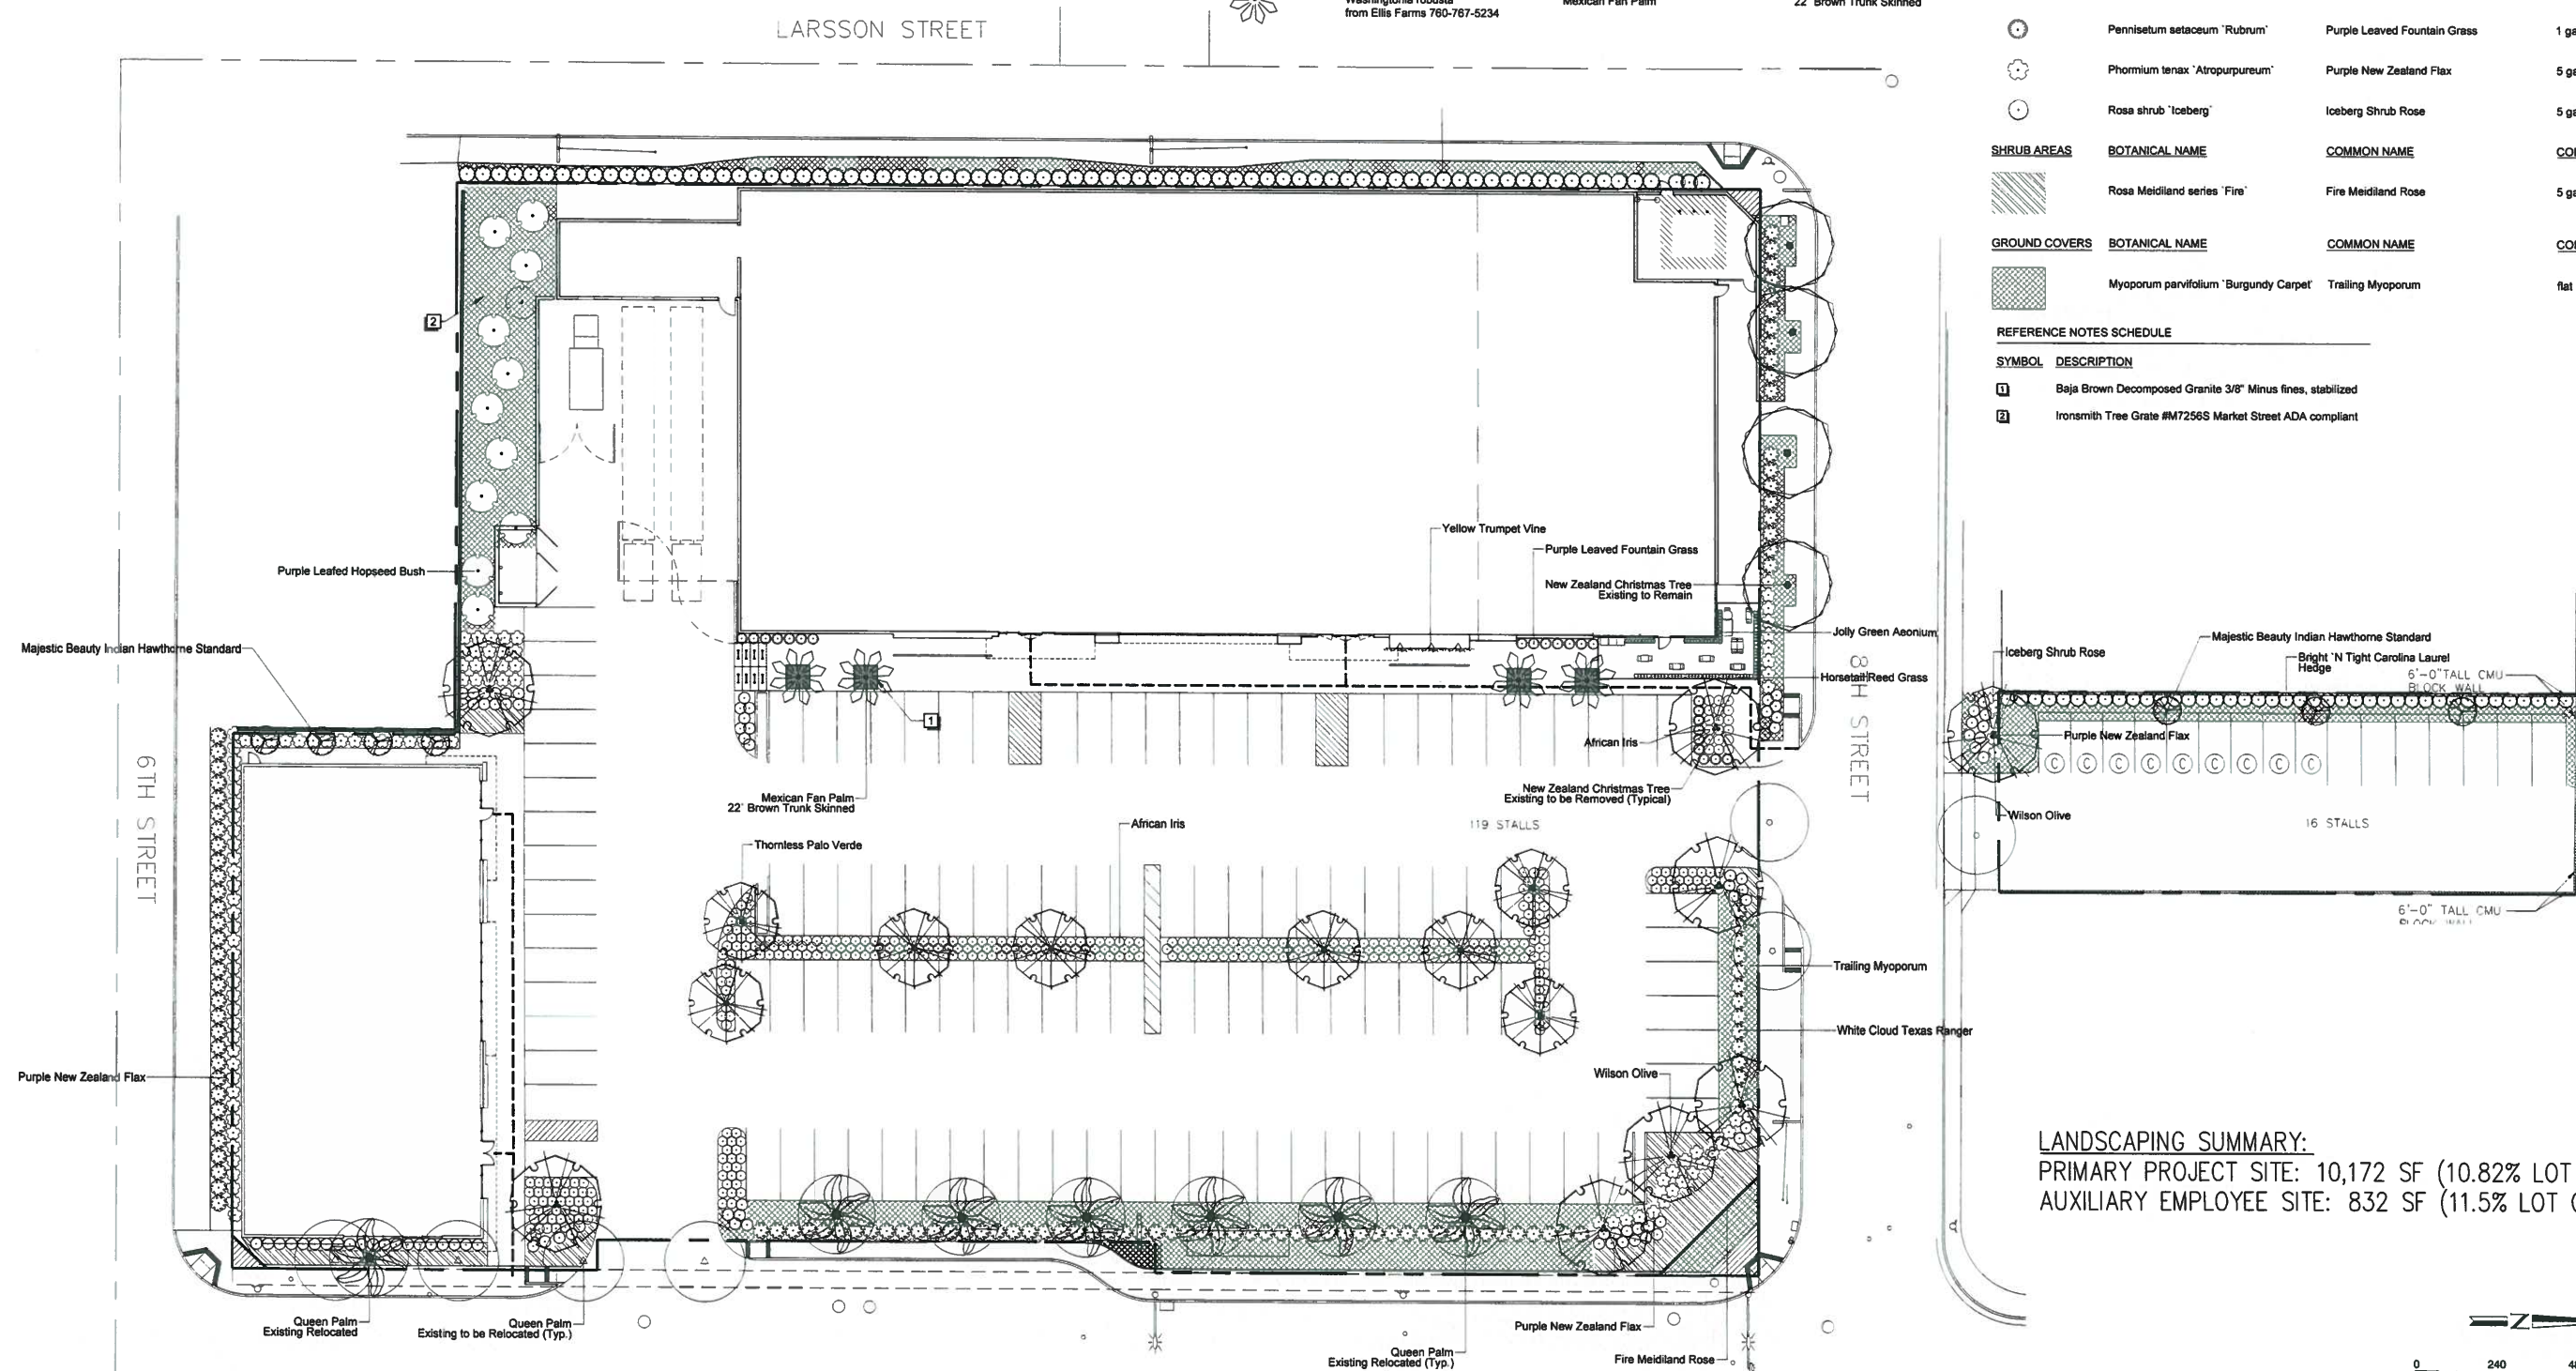 LARSSON STREET
from Ellis Farms 760-767-5234
Mexican Fan Palm
22' Brown Trunk Skinned
Pennisetum setaceum `Rubrum`
Purple Leaved Fountain Grass
Phormium tenax `Atropurpureum`
Purple New Zealand Flax
Rosa shrub `Iceberg`
Iceberg Shrub Rose
SHRUB AREAS
BOTANICAL NAME
COMMON NAME
Rosa Meidiland series `Fire`
Fire Meidiland Rose
GROUND COVERS
BOTANICAL NAME
COMMON NAME
Myoporum parvifolium `Burgundy Carpet`
Trailing Myoporum
flat
REFERENCE NOTES SCHEDULE
SYMBOL DESCRIPTION
1 Baja Brown Decomposed Granite 3/8" Minus fines, stabilized
2 Ironsmith Tree Grate #M7256S Market Street ADA compliant
2
Purple Leafed Hopseed Bush
Majestic Beauty Indian Hawthorne Standard
6TH STREET
Purple New Zealand Flax
Yellow Trumpet Vine
Purple Leaved Fountain Grass
New Zealand Christmas Tree
Existing to Remain
Jolly Green Aeonium
Horsetail Reed Grass
8TH STREET
1
African Iris
New Zealand Christmas Tree
Existing to be Removed (Typical)
Mexican Fan Palm
22' Brown Trunk Skinned
African Iris
119 STALLS
Thornless Palo Verde
Trailing Myoporum
White Cloud Texas Ranger
Wilson Olive
Iceberg Shrub Rose
Majestic Beauty Indian Hawthorne Standard
Bright `N Tight Carolina Laurel
Hedge
6'-0" TALL CMU
BLOCK WALL
Purple New Zealand Flax
C C C C C C C C C
Wilson Olive
16 STALLS
6'-0" TALL CMU
BLOCK WALL
LANDSCAPING SUMMARY:
PRIMARY PROJECT SITE: 10,172 SF (10.82% LOT
AUXILIARY EMPLOYEE SITE: 832 SF (11.5% LOT
Queen Palm
Existing Relocated
Queen Palm
Existing to be Relocated (Typ.)
Queen Palm
Existing Relocated (Typ.)
Purple New Zealand Flax
Fire Meidiland Rose
N
0 240